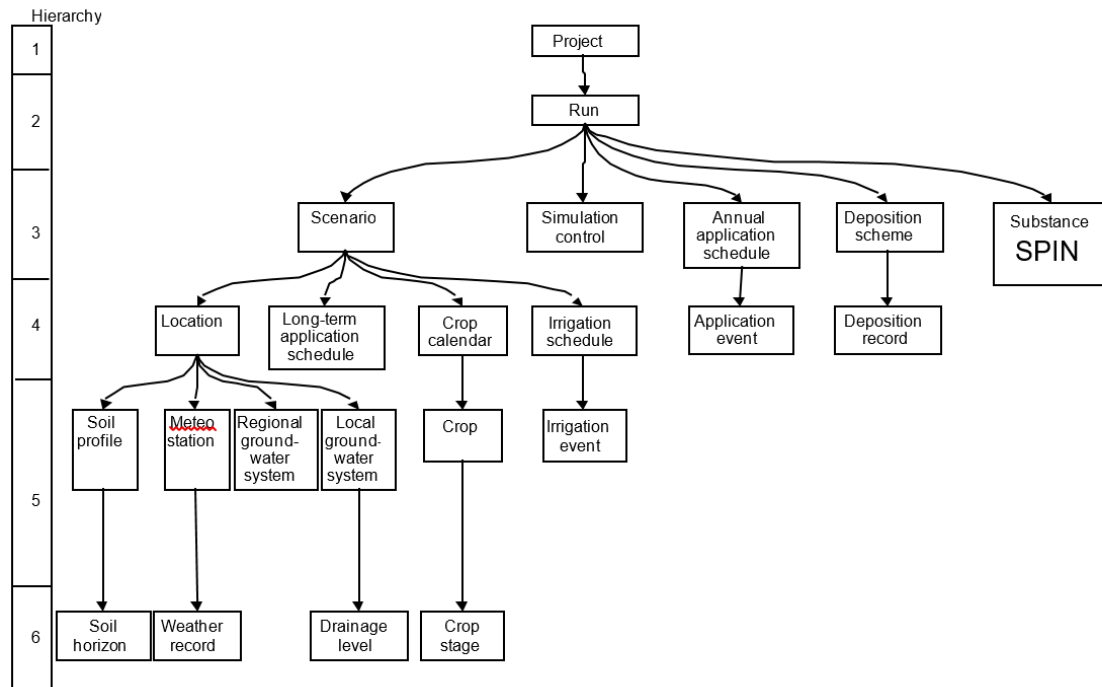 Hierarchy
1
Project
2
Run
3
Scenario
Simulation
control
Annual
application
schedule
Deposition
scheme
Substance
SPIN
4
Location
Long-term
application
schedule
Crop
calendar
Irrigation
schedule
Application
event
Deposition
record
5
Soil
profile
Meteo
station
Regional
ground-
water
system
Local
ground-
water
system
Crop
Irrigation
event
6
Soil
horizon
Weather
record
Drainage
level
Crop
stage